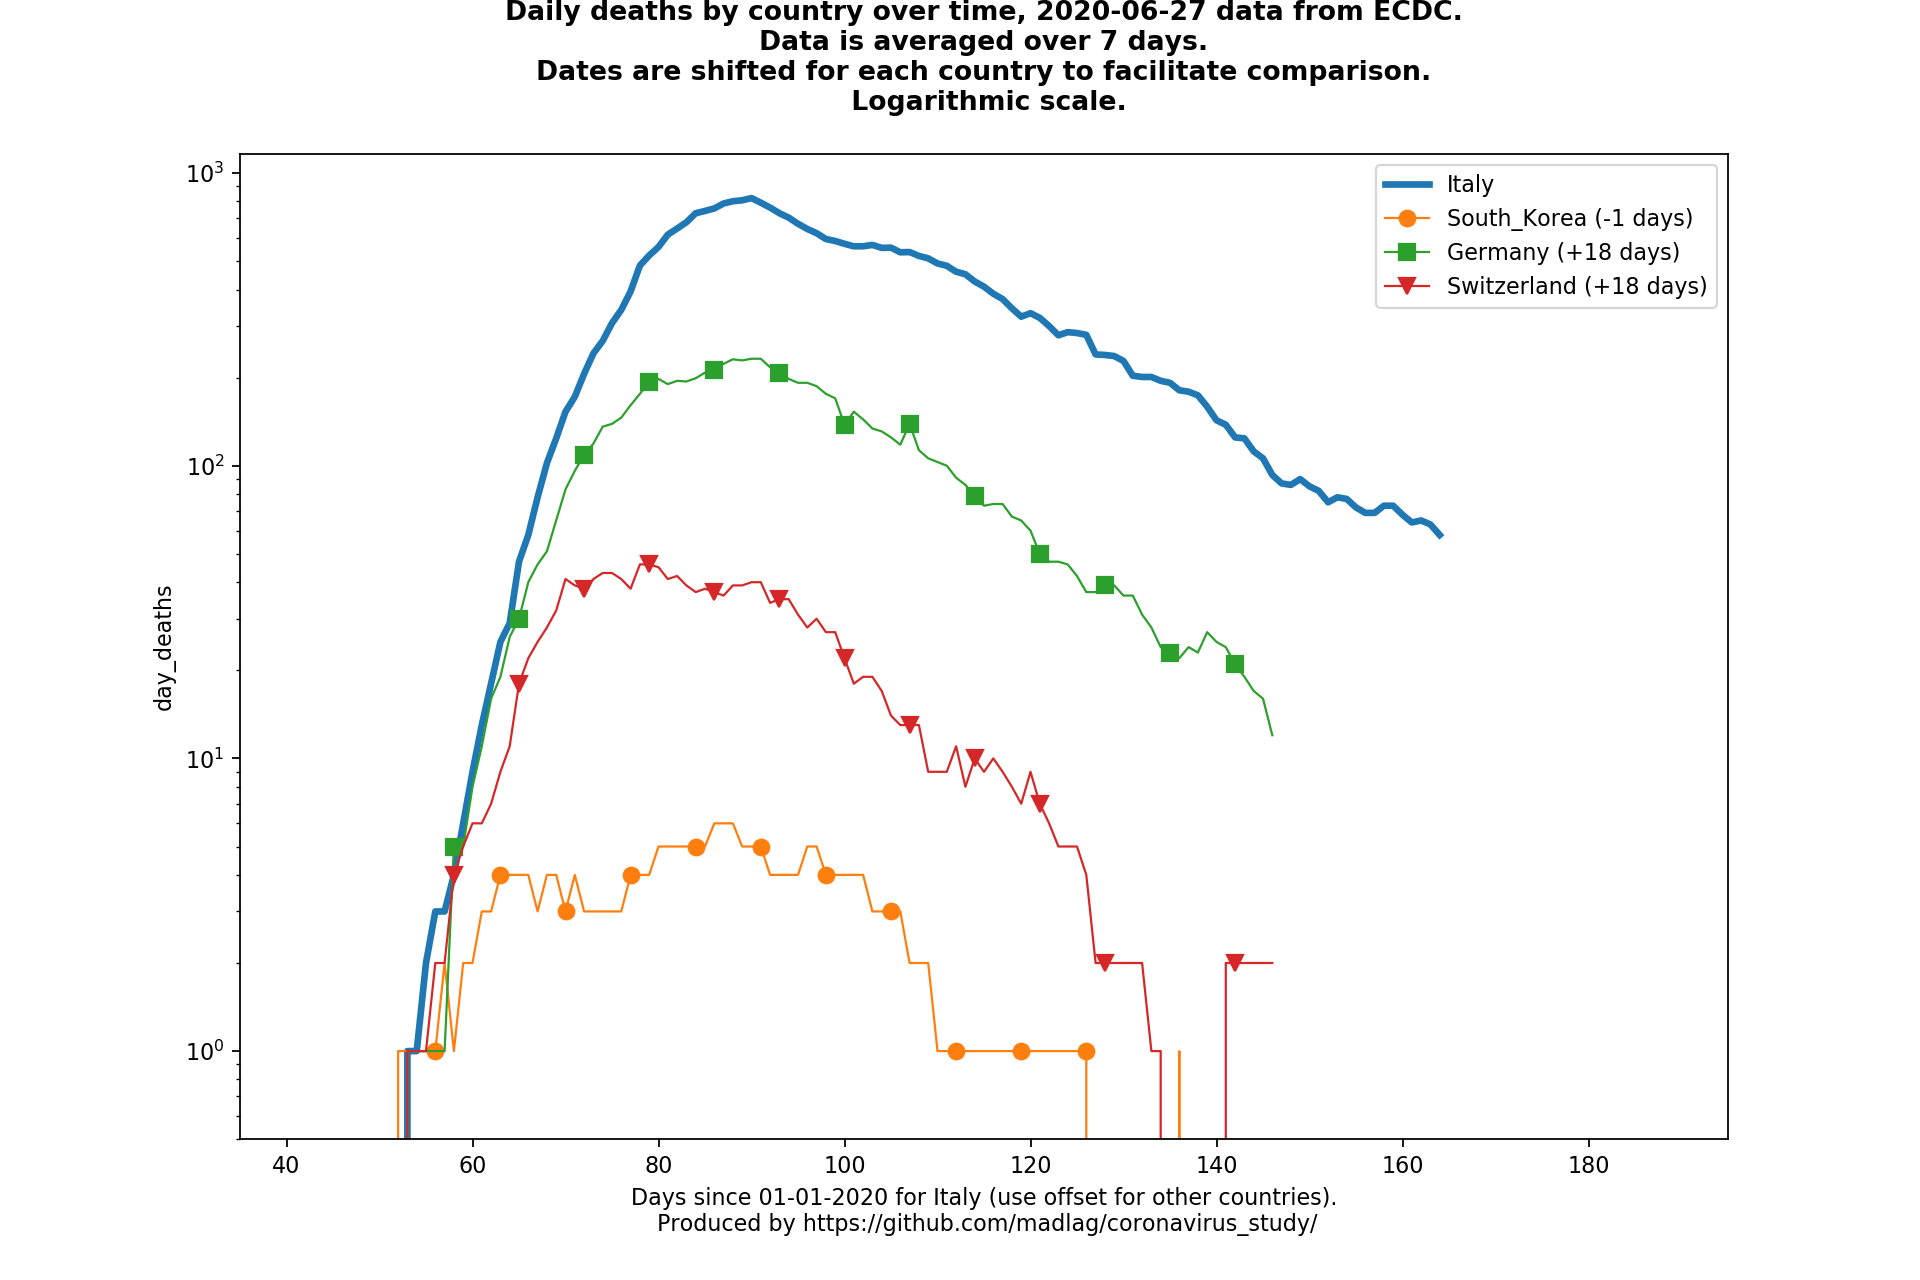 Daily deaths by country over time, 2020-06-27 data from ECDC.
Data is averaged over 7 days.
Dates are shifted for each country to facilitate comparison.
Logarithmic scale.
10³
Italy
South_Korea (-1 days)
Germany (+18 days)
Switzerland (+18 days)
10²
day_deaths
10¹
10⁰
40 60 80 100 120 140 160 180
Days since 01-01-2020 for Italy (use offset for other countries).
Produced by https://github.com/madlag/coronavirus_study/